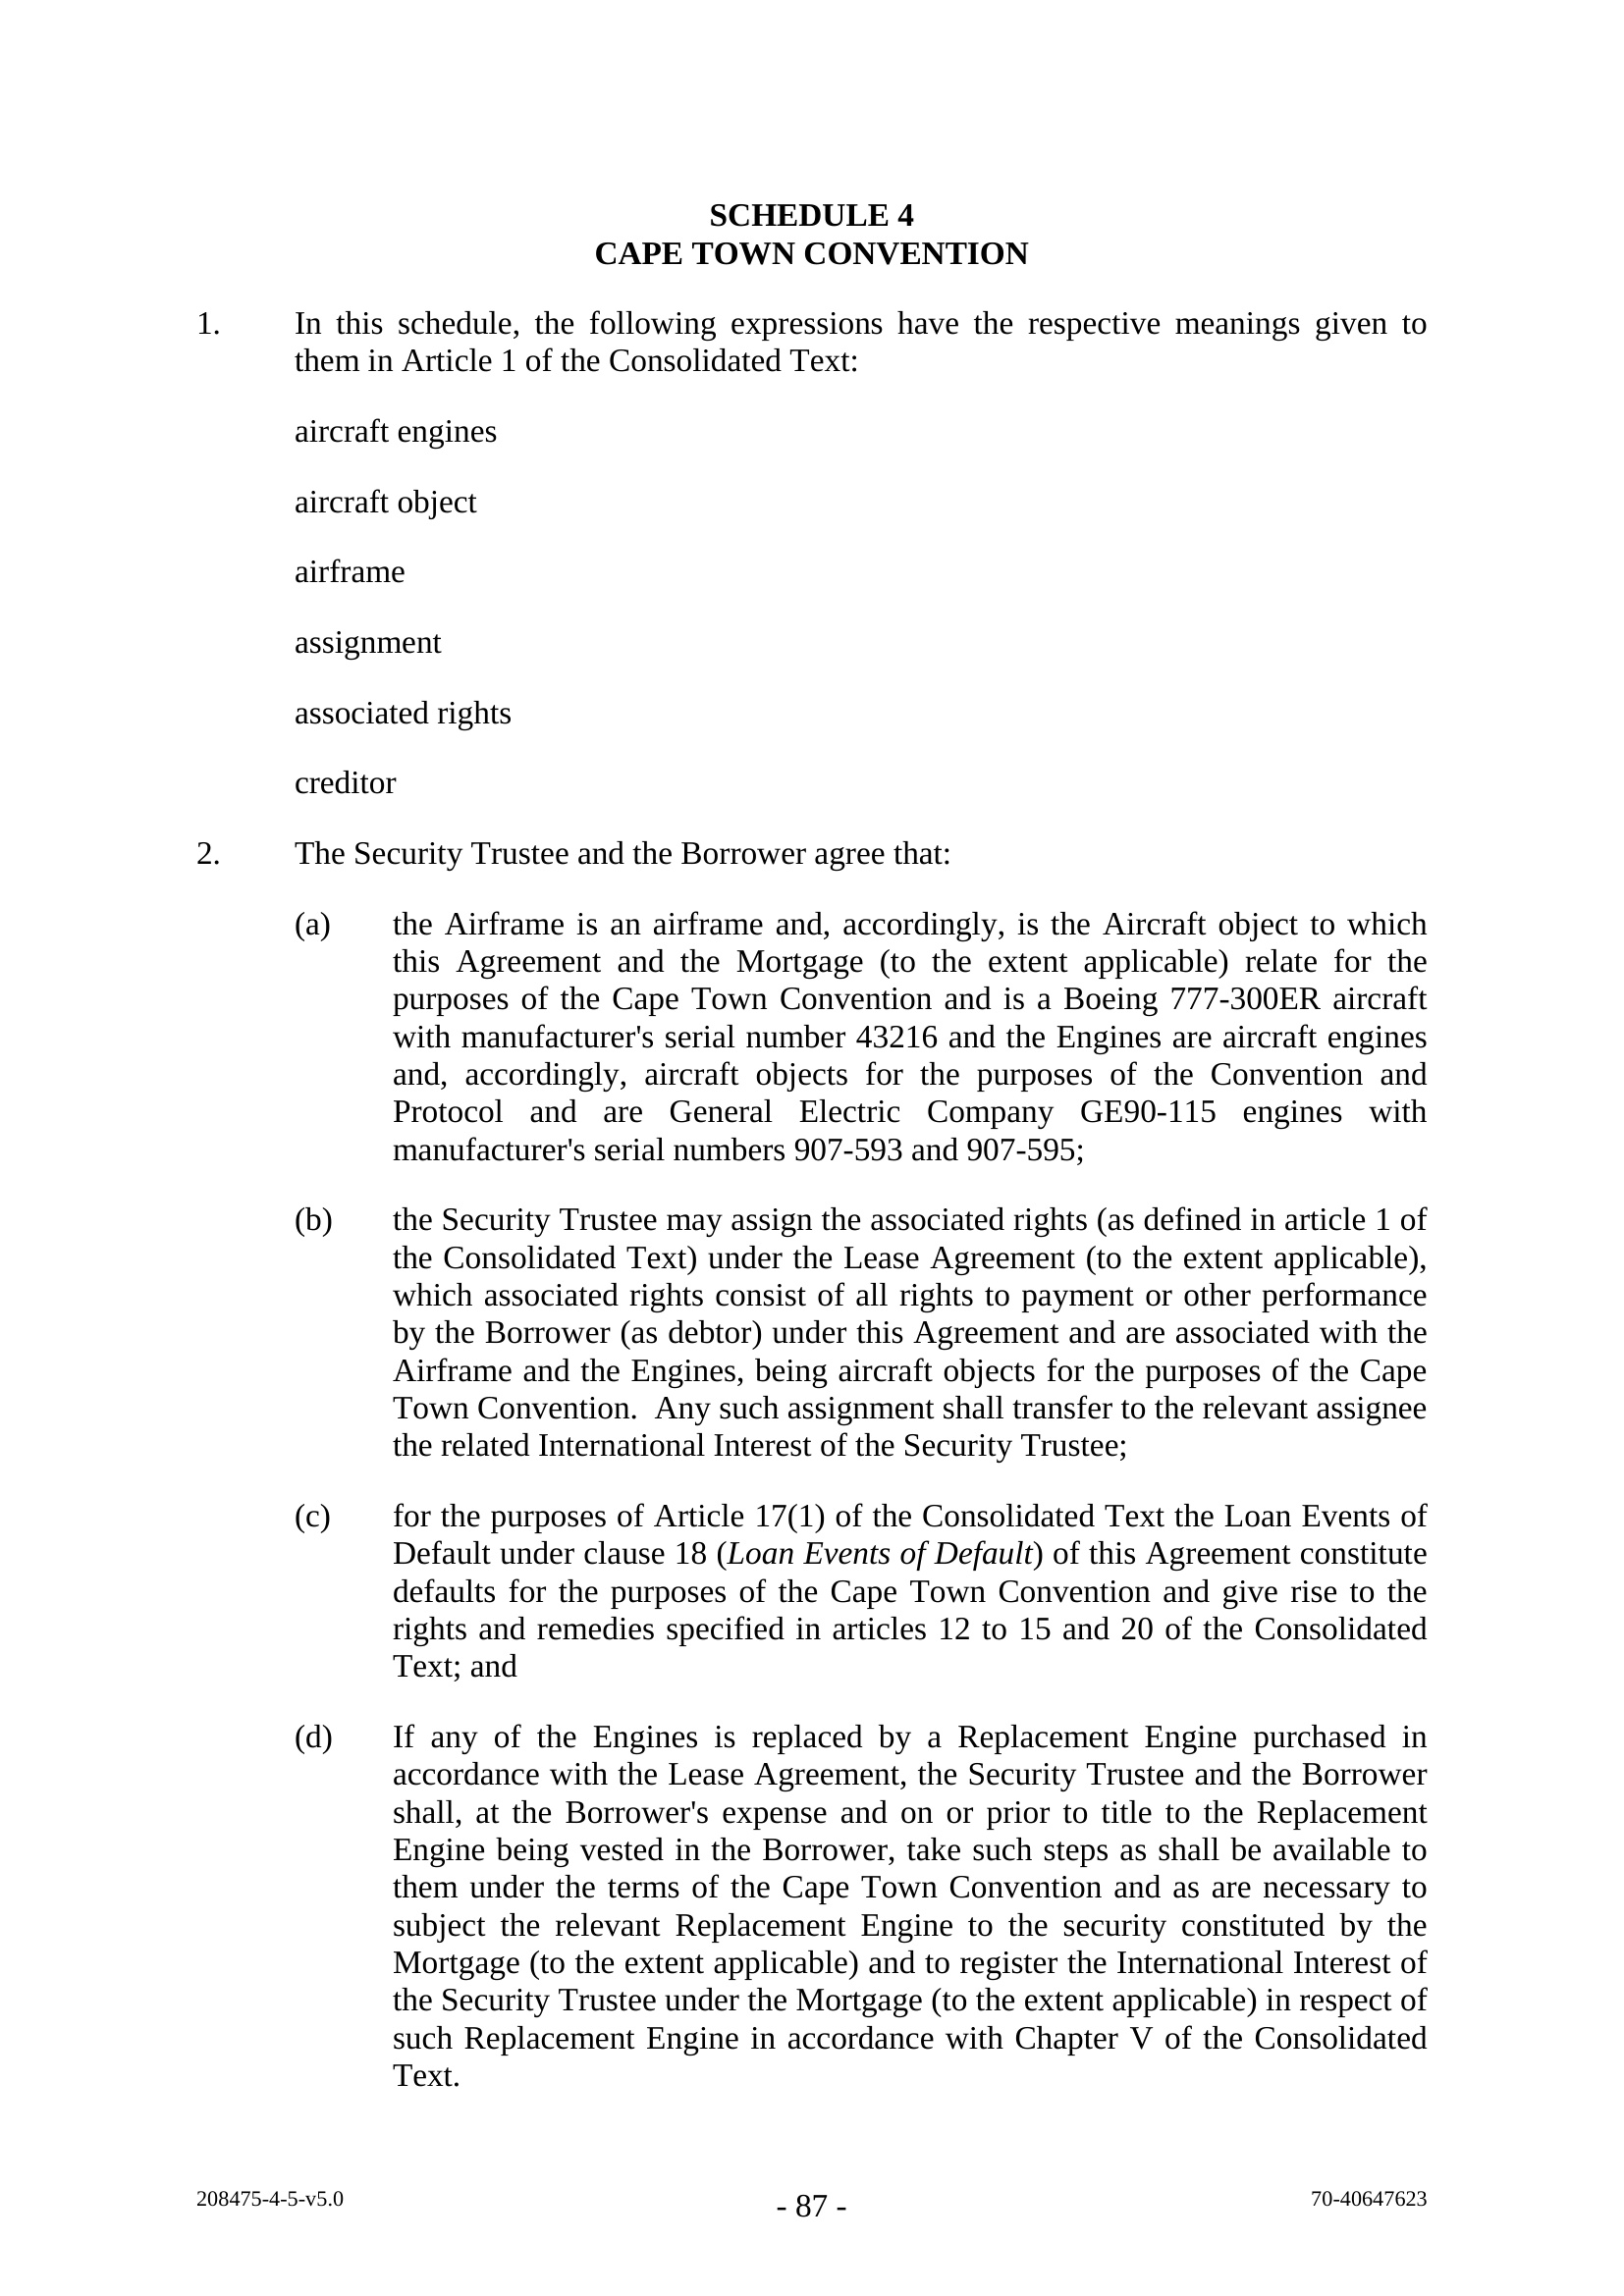 SCHEDULE 4
CAPE TOWN CONVENTION
1. In this schedule, the following expressions have the respective meanings given to
them in Article 1 of the Consolidated Text:
aircraft engines
aircraft object
airframe
assignment
associated rights
creditor
2. The Security Trustee and the Borrower agree that:
(a) the Airframe is an airframe and, accordingly, is the Aircraft object to which
this Agreement and the Mortgage (to the extent applicable) relate for the
purposes of the Cape Town Convention and is a Boeing 777-300ER aircraft
with manufacturer's serial number 43216 and the Engines are aircraft engines
and, accordingly, aircraft objects for the purposes of the Convention and
Protocol and are General Electric Company GE90-115 engines with
manufacturer's serial numbers 907-593 and 907-595;
(b) the Security Trustee may assign the associated rights (as defined in article 1 of
the Consolidated Text) under the Lease Agreement (to the extent applicable),
which associated rights consist of all rights to payment or other performance
by the Borrower (as debtor) under this Agreement and are associated with the
Airframe and the Engines, being aircraft objects for the purposes of the Cape
Town Convention.  Any such assignment shall transfer to the relevant assignee
the related International Interest of the Security Trustee;
(c) for the purposes of Article 17(1) of the Consolidated Text the Loan Events of
Default under clause 18 (Loan Events of Default) of this Agreement constitute
defaults for the purposes of the Cape Town Convention and give rise to the
rights and remedies specified in articles 12 to 15 and 20 of the Consolidated
Text; and
(d) If any of the Engines is replaced by a Replacement Engine purchased in
accordance with the Lease Agreement, the Security Trustee and the Borrower
shall, at the Borrower's expense and on or prior to title to the Replacement
Engine being vested in the Borrower, take such steps as shall be available to
them under the terms of the Cape Town Convention and as are necessary to
subject the relevant Replacement Engine to the security constituted by the
Mortgage (to the extent applicable) and to register the International Interest of
the Security Trustee under the Mortgage (to the extent applicable) in respect of
such Replacement Engine in accordance with Chapter V of the Consolidated
Text.
208475-4-5-v5.0 - 87 - 70-40647623